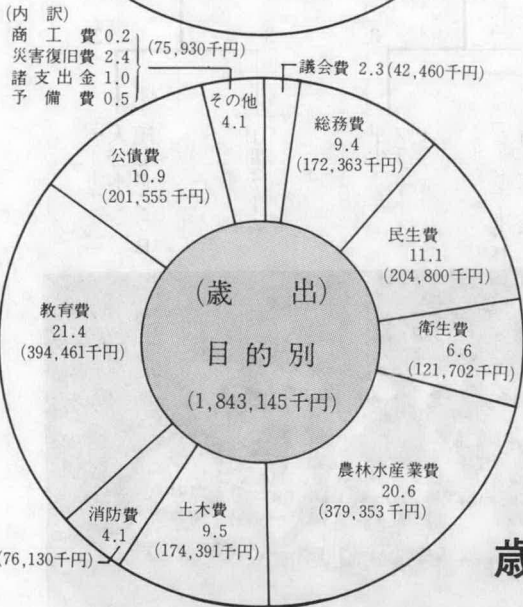 (内 訳)
商 工 費 0.2
災害復旧費 2.4
諸支出金 1.0
予 備 費 0.5
(75,930千円)
その他
4.1
議会費 2.3(42,460千円)
総務費
9.4
(172,363千円)
民生費
11.1
(204,800千円)
衛生費
6.6
(121,702千円)
農林水産業費
20.6
(379,353千円)
土木費
9.5
(174,391千円)
消防費
4.1
(76,130千円)
教育費
21.4
(394,461千円)
公債費
10.9
(201,555千円)
(歳 出)
目的別
(1,843,145千円)
歳